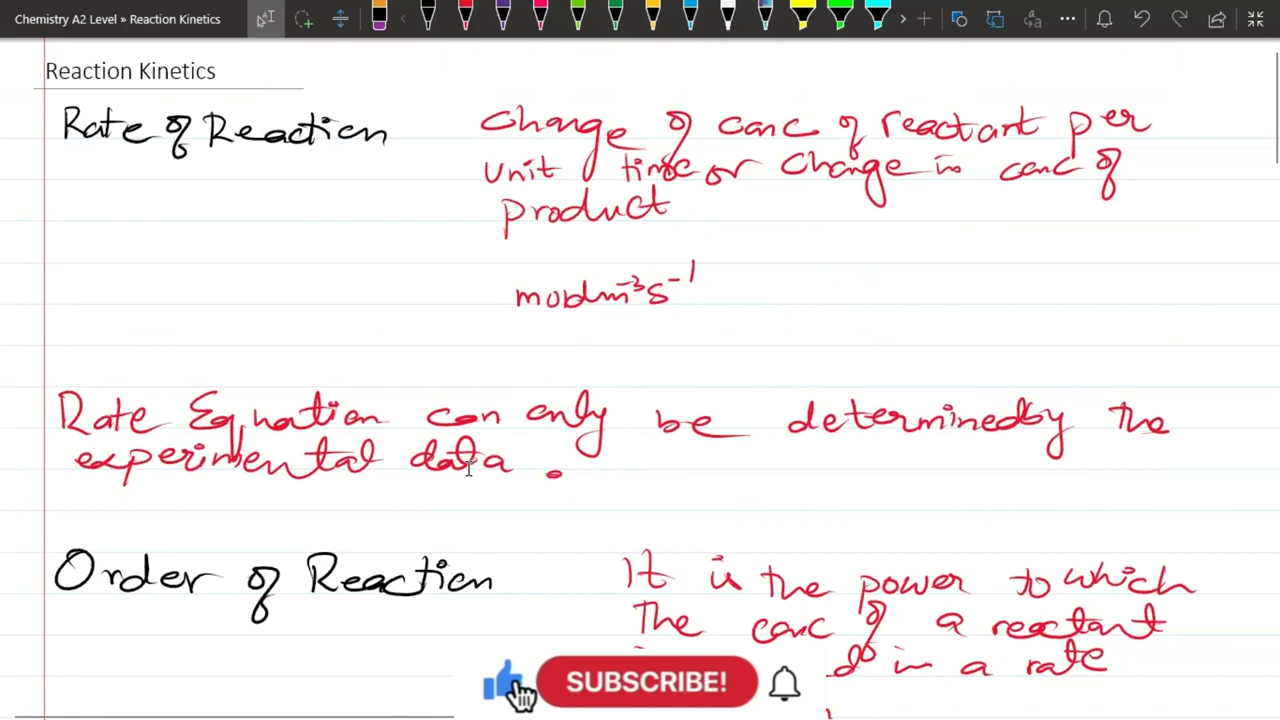 Chemistry A2 Level » Reaction Kinetics
Reaction Kinetics
Rate of Reaction
change of conc of reactant per
unit time or change in conc of
product
moldm⁻³s⁻¹
Rate Equation can only be determined by the
experimental data.
Order of Reaction
It is the power to which
the conc of a reactant
in a rate
SUBSCRIBE!